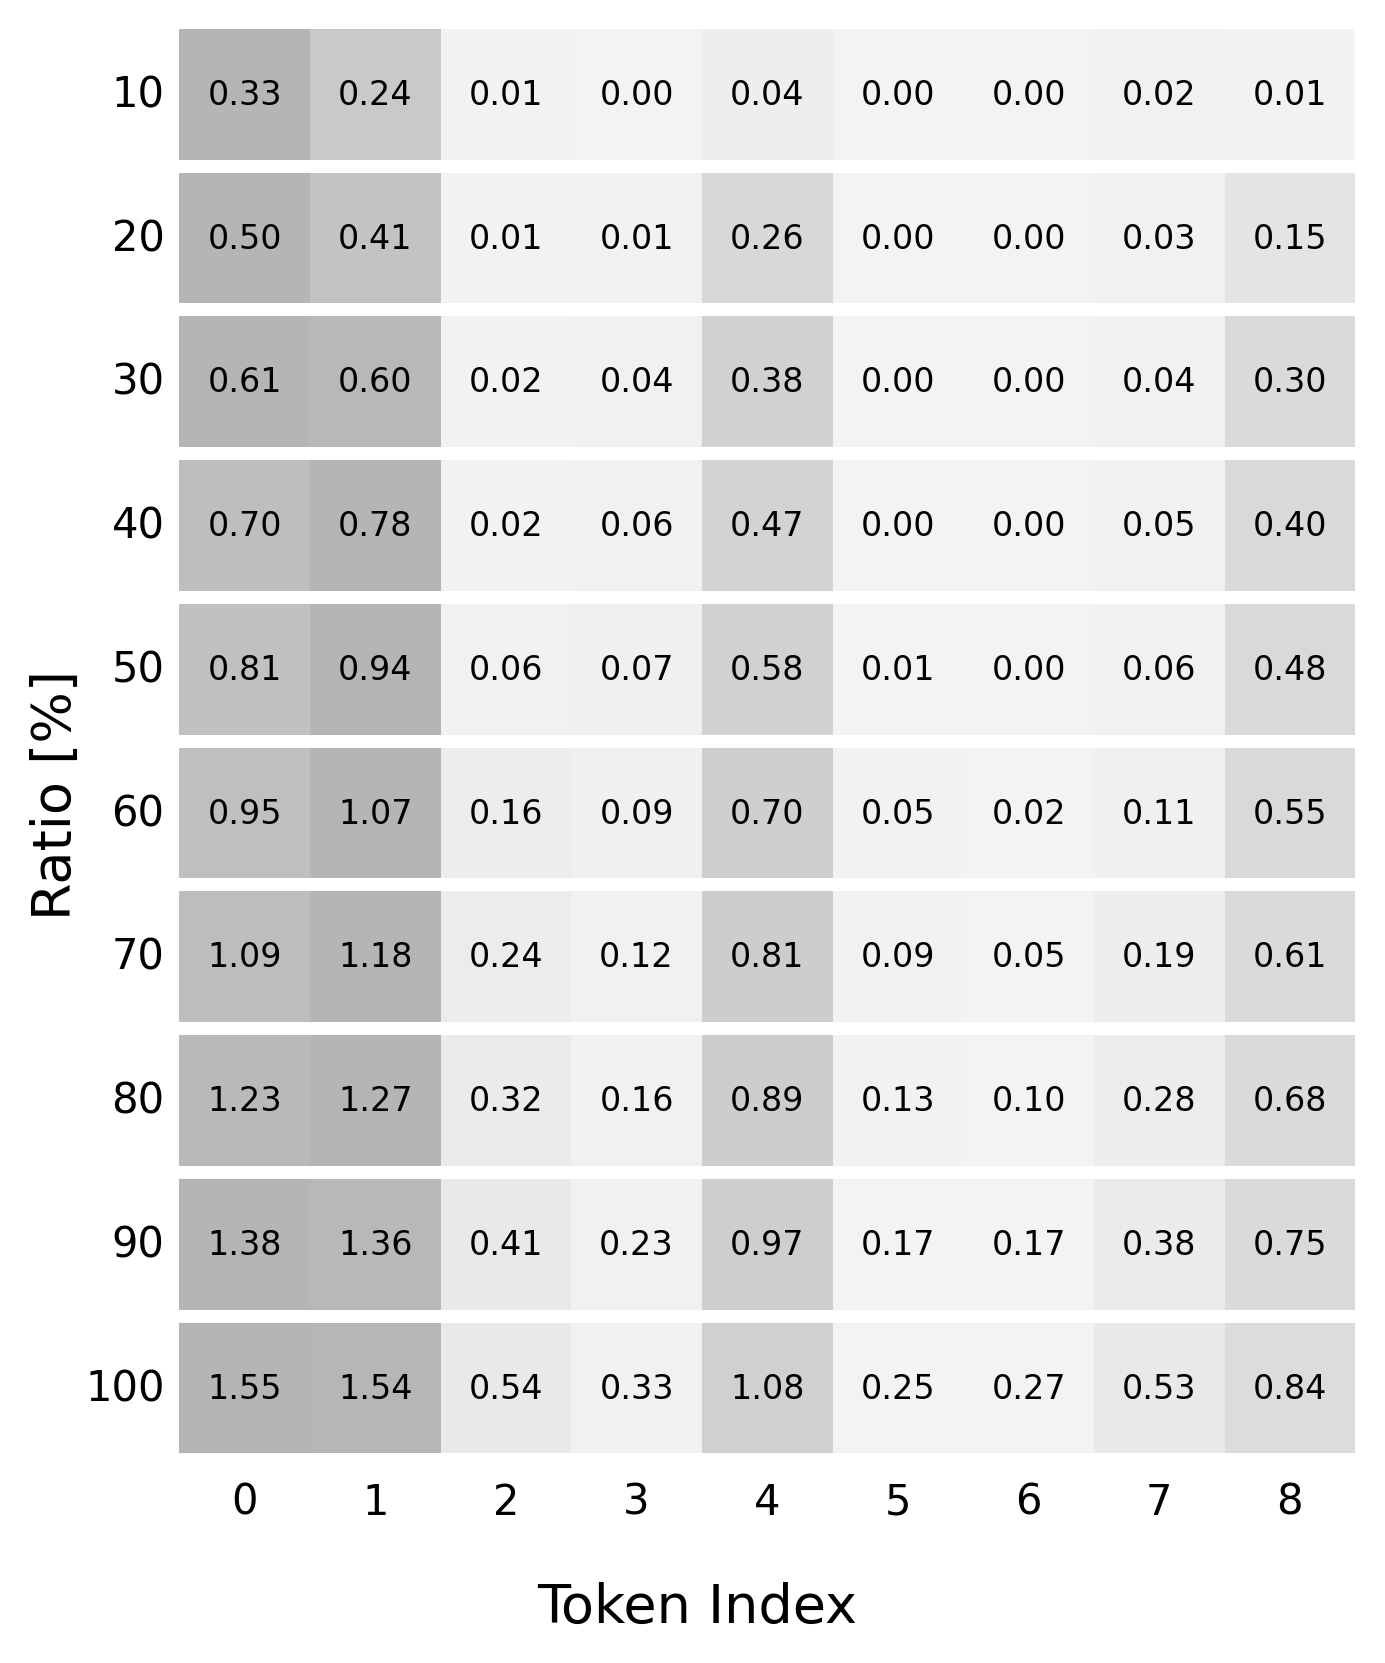 10 0.33 0.24 0.01 0.00 0.04 0.00 0.00 0.02 0.01
20 0.50 0.41 0.01 0.01 0.26 0.00 0.00 0.03 0.15
30 0.61 0.60 0.02 0.04 0.38 0.00 0.00 0.04 0.30
40 0.70 0.78 0.02 0.06 0.47 0.00 0.00 0.05 0.40
50 0.81 0.94 0.06 0.07 0.58 0.01 0.00 0.06 0.48
60 0.95 1.07 0.16 0.09 0.70 0.05 0.02 0.11 0.55
70 1.09 1.18 0.24 0.12 0.81 0.09 0.05 0.19 0.61
80 1.23 1.27 0.32 0.16 0.89 0.13 0.10 0.28 0.68
90 1.38 1.36 0.41 0.23 0.97 0.17 0.17 0.38 0.75
100 1.55 1.54 0.54 0.33 1.08 0.25 0.27 0.53 0.84
0 1 2 3 4 5 6 7 8
Token Index
Ratio [%]